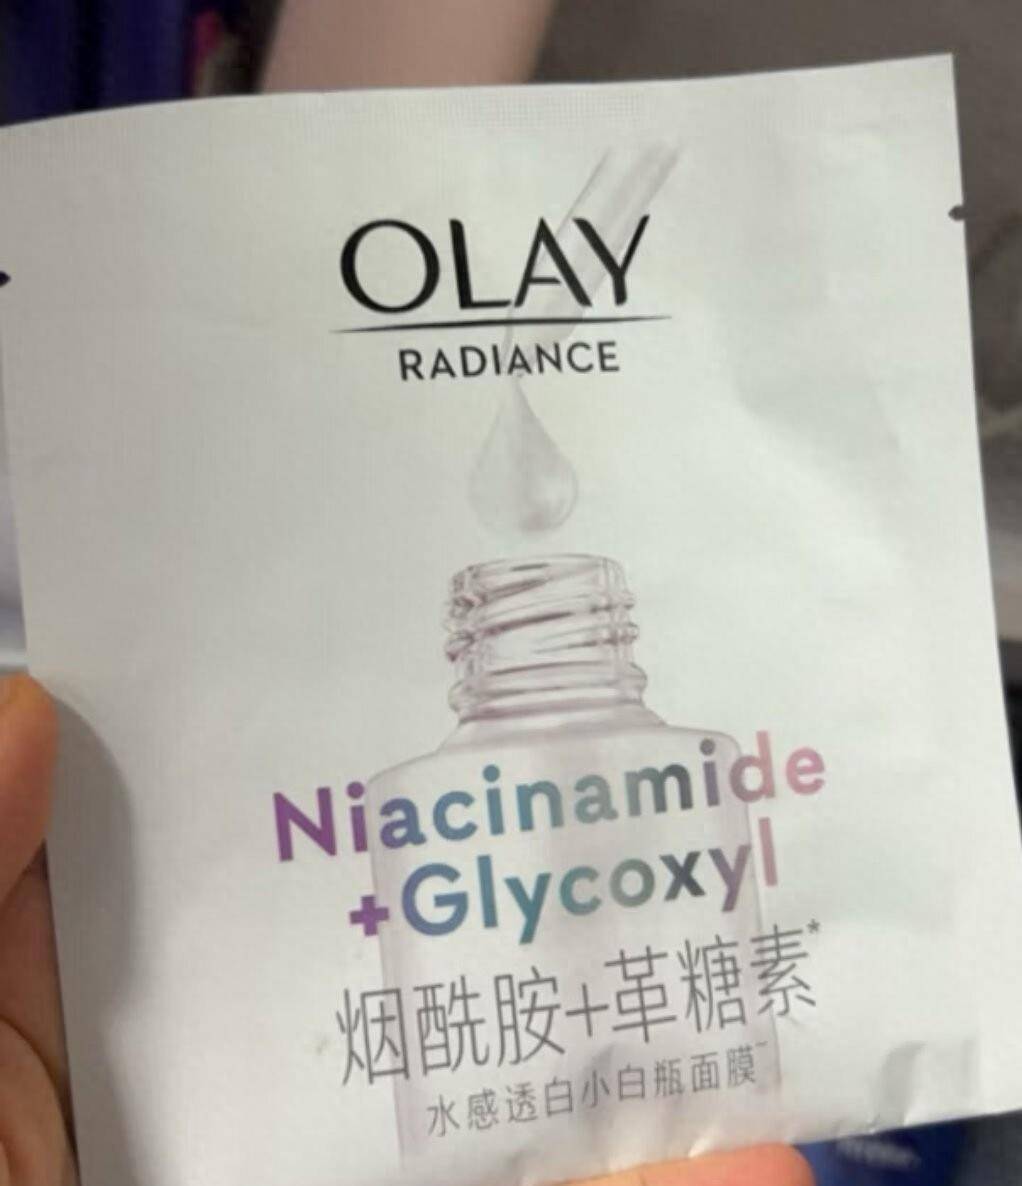 OLAY
RADIANCE
Niacinamide
+Glycoxyl
烟酰胺+革糖素*
水感透白小白瓶面膜~